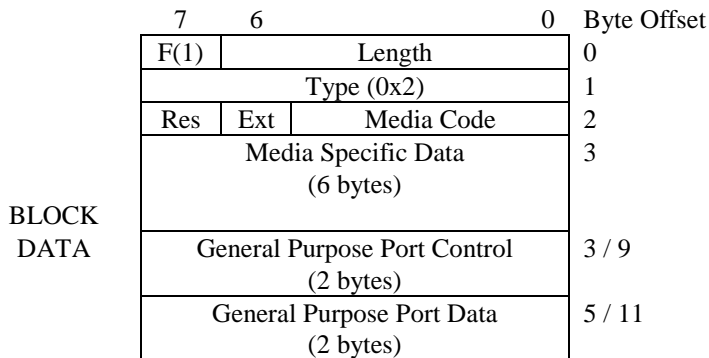 7 6 0 Byte Offset
F(1) Length 0
Type (0x2) 1
Res Ext Media Code 2
Media Specific Data 3
(6 bytes)
BLOCK
DATA General Purpose Port Control 3 / 9
(2 bytes)
General Purpose Port Data 5 / 11
(2 bytes)